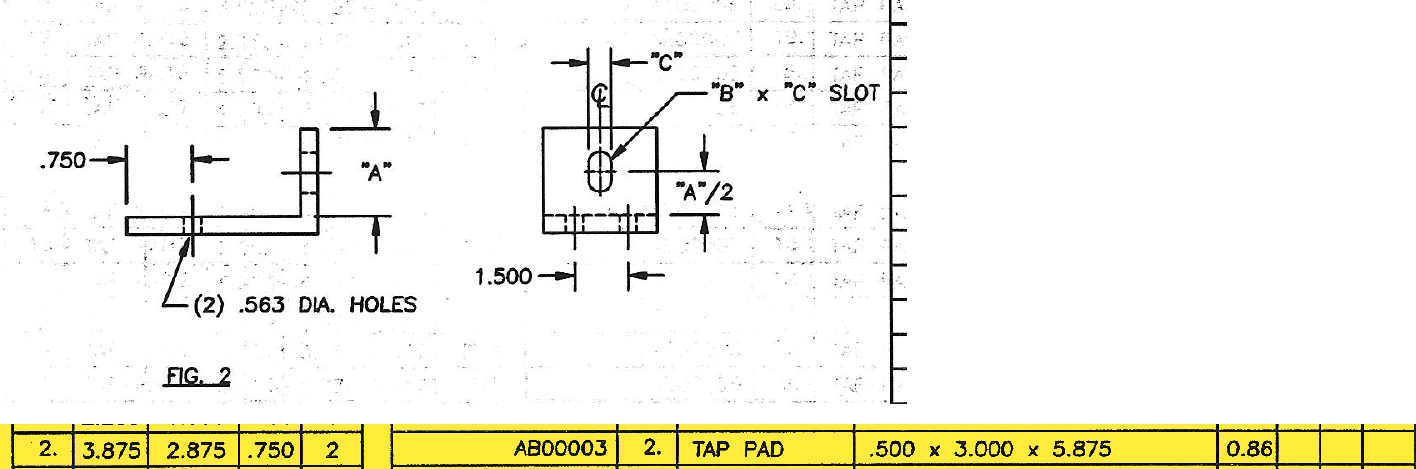 "C"
℄
"B" x "C" SLOT
.750
"A"
"A"/2
1.500
(2) .563 DIA. HOLES
FIG. 2
2. 3.875 2.875 .750 2 AB00003 2. TAP PAD .500 x 3.000 x 5.875 0.86